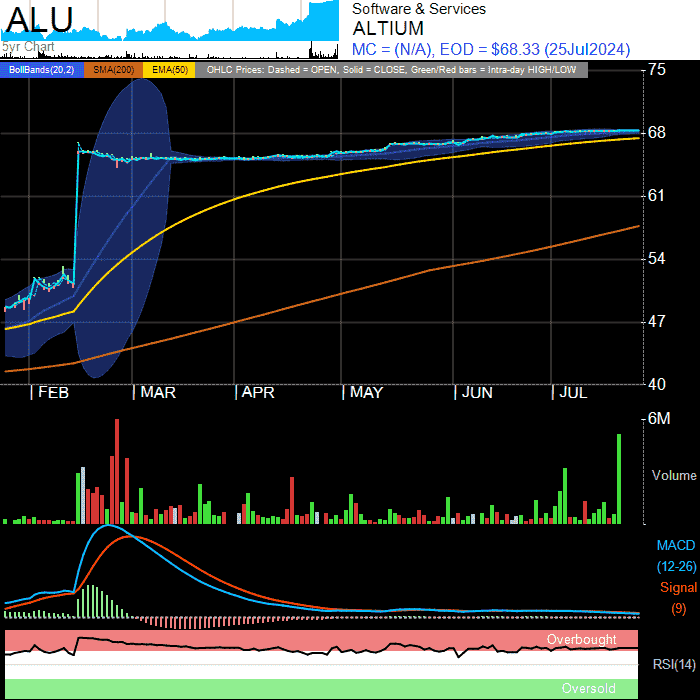 ALU
5yr Chart
Software & Services
ALTIUM
MC = (N/A), EOD = $68.33 (25Jul2024)
BollBands(20,2) SMA(200) EMA(50) OHLC Prices: Dashed = OPEN, Solid = CLOSE, Green/Red bars = Intra-day HIGH/LOW
75
68
61
54
47
40
FEB MAR APR MAY JUN JUL
6M
Volume
MACD
(12-26)
Signal
(9)
Overbought
RSI(14)
Oversold